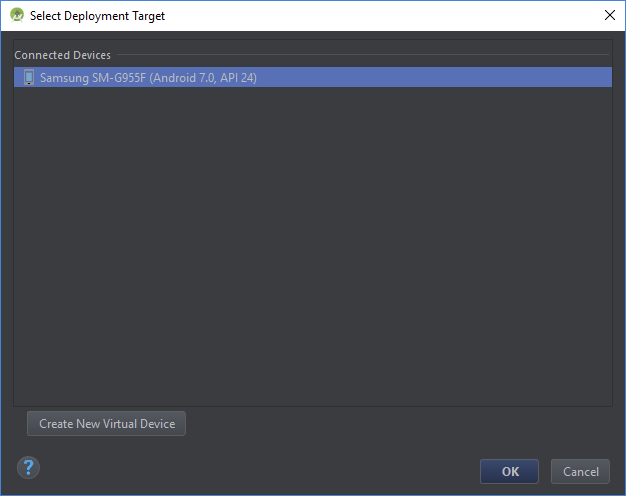 Select Deployment Target
Connected Devices
Samsung SM-G955F (Android 7.0, API 24)
Create New Virtual Device
?
OK
Cancel